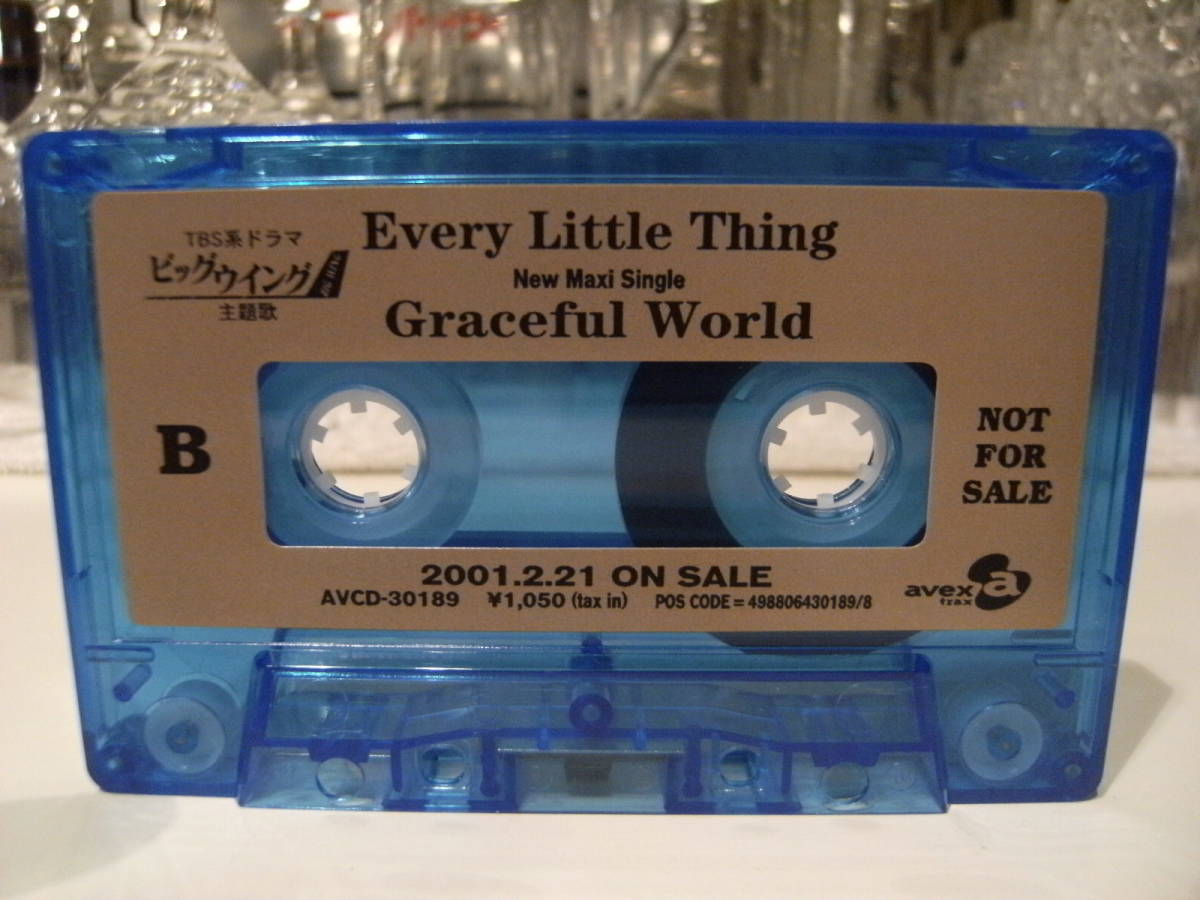 Every Little Thing
New Maxi Single
Graceful World
TBS系ドラマ
ビッグウイング
BIG WING
主題歌
B
NOT
FOR
SALE
2001.2.21 ON SALE
AVCD-30189 ¥1,050 (tax in) POS CODE = 498806430189/8
avex
trax
a